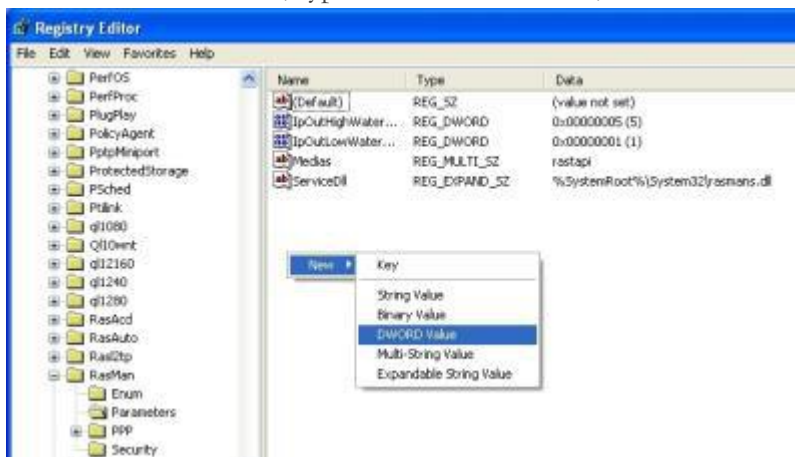 Registry Editor
File Edit View Favorites Help
PerfOS
PerfProc
PlugPlay
PolicyAgent
PptpMiniport
ProtectedStorage
PSched
Ptilink
ql1080
Ql10wnt
ql12160
ql1240
ql1280
RasAcd
RasAuto
Rasl2tp
RasMan
Enum
Parameters
PPP
Security
Name Type Data
(Default) REG_SZ (value not set)
IpOutHighWater... REG_DWORD 0x00000005 (5)
IpOutLowWater... REG_DWORD 0x00000001 (1)
Medias REG_MULTI_SZ rastapi
ServiceDll REG_EXPAND_SZ %SystemRoot%\System32\rasmans.dll
New
Key
String Value
Binary Value
DWORD Value
Multi-String Value
Expandable String Value